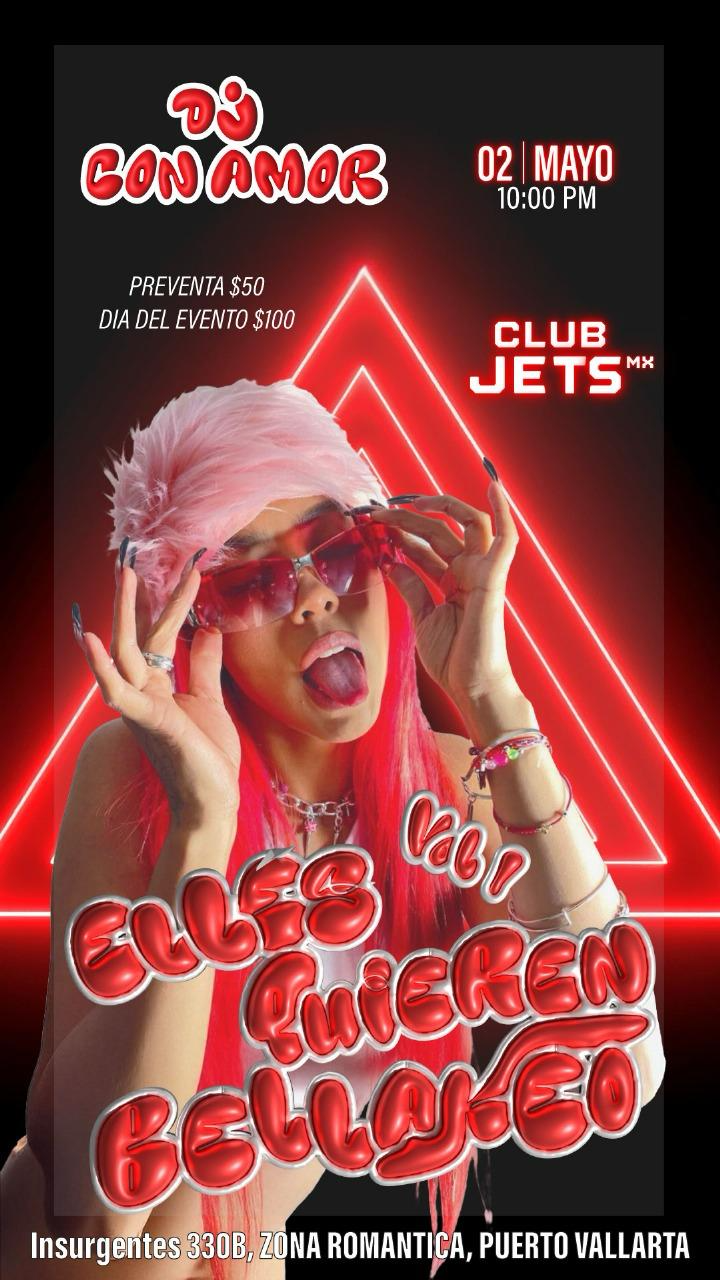 DJ
CON AMOR
02 | MAYO
10:00 PM
PREVENTA $50
DIA DEL EVENTO $100
CLUB
JETS MX
Vol 1
ELLES
QUIEREN
BELLAKEO
Insurgentes 330B, ZONA ROMANTICA, PUERTO VALLARTA